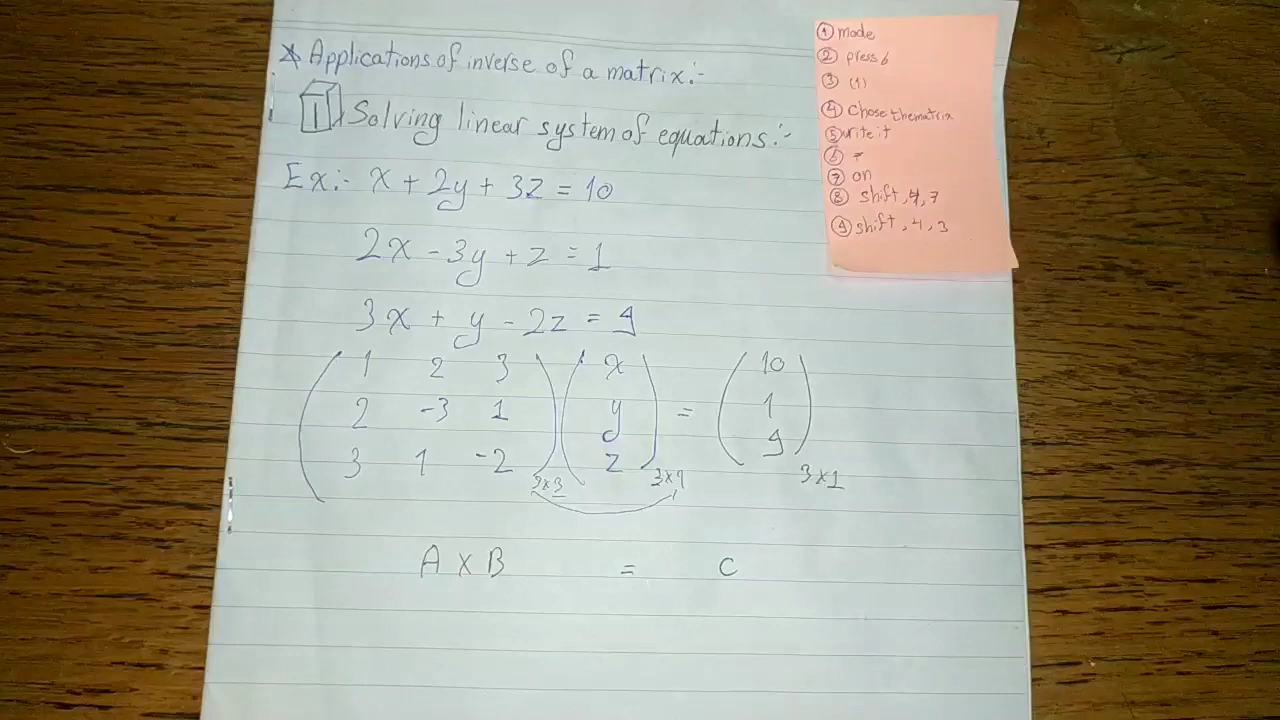 * Applications of inverse of a matrix:-
1 Solving linear system of equations:-
Ex:- x + 2y + 3z = 10
2x - 3y + z = 1
3x + y - 2z = 9
1 2 3 x 10
2 -3 1 y = 1
3 1 -2 z 9
3x3 3x1 3x1
A x B = C
① mode
② press 6
③ (1)
④ chose the matrix
⑤ write it
⑥ =
⑦ on
⑧ shift, 4, 7
⑨ shift, 4, 3